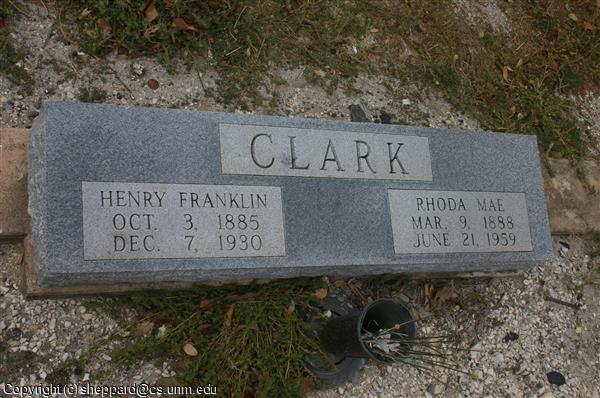 CLARK
HENRY FRANKLIN
OCT. 3, 1885
DEC. 7, 1930
RHODA MAE
MAR. 9, 1888
JUNE 21, 1959
Copyright (c) sheppard@cs.unm.edu